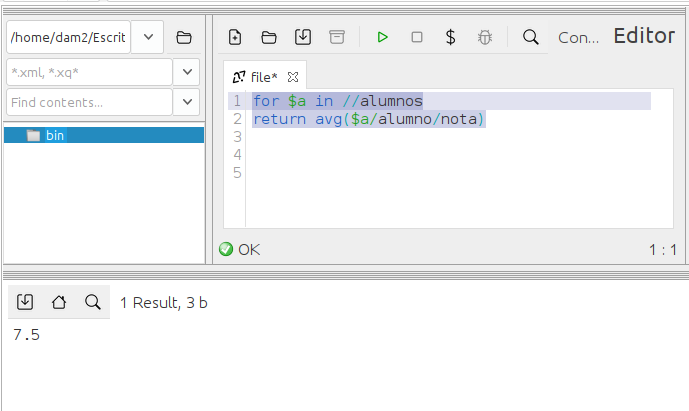 /home/dam2/Escrit
*.xml, *.xq*
Find contents...
bin
$
Con...
Editor
file*
1 for $a in //alumnos
2 return avg($a/alumno/nota)
3
4
5
OK
1 : 1
1 Result, 3 b
7.5